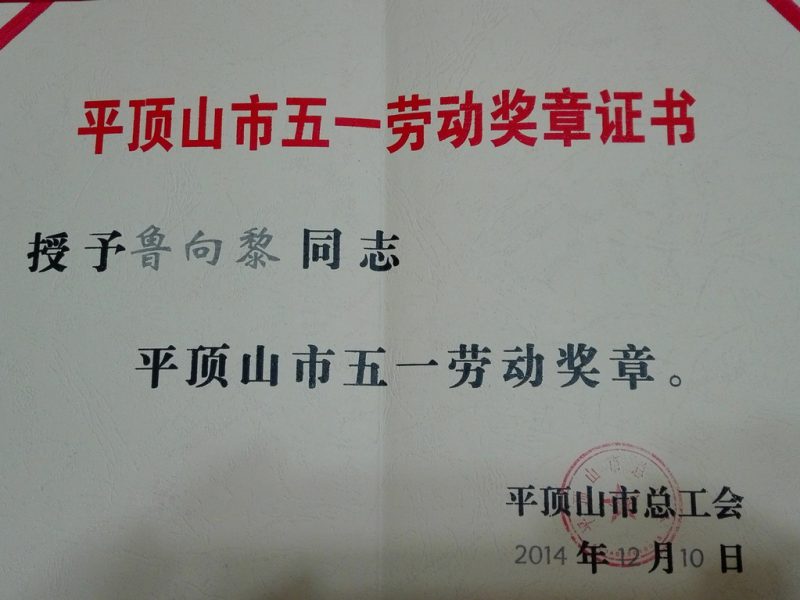 平顶山市五一劳动奖章证书
授予鲁向黎同志
平顶山市五一劳动奖章。
平顶山市总工会
2014年12月10日